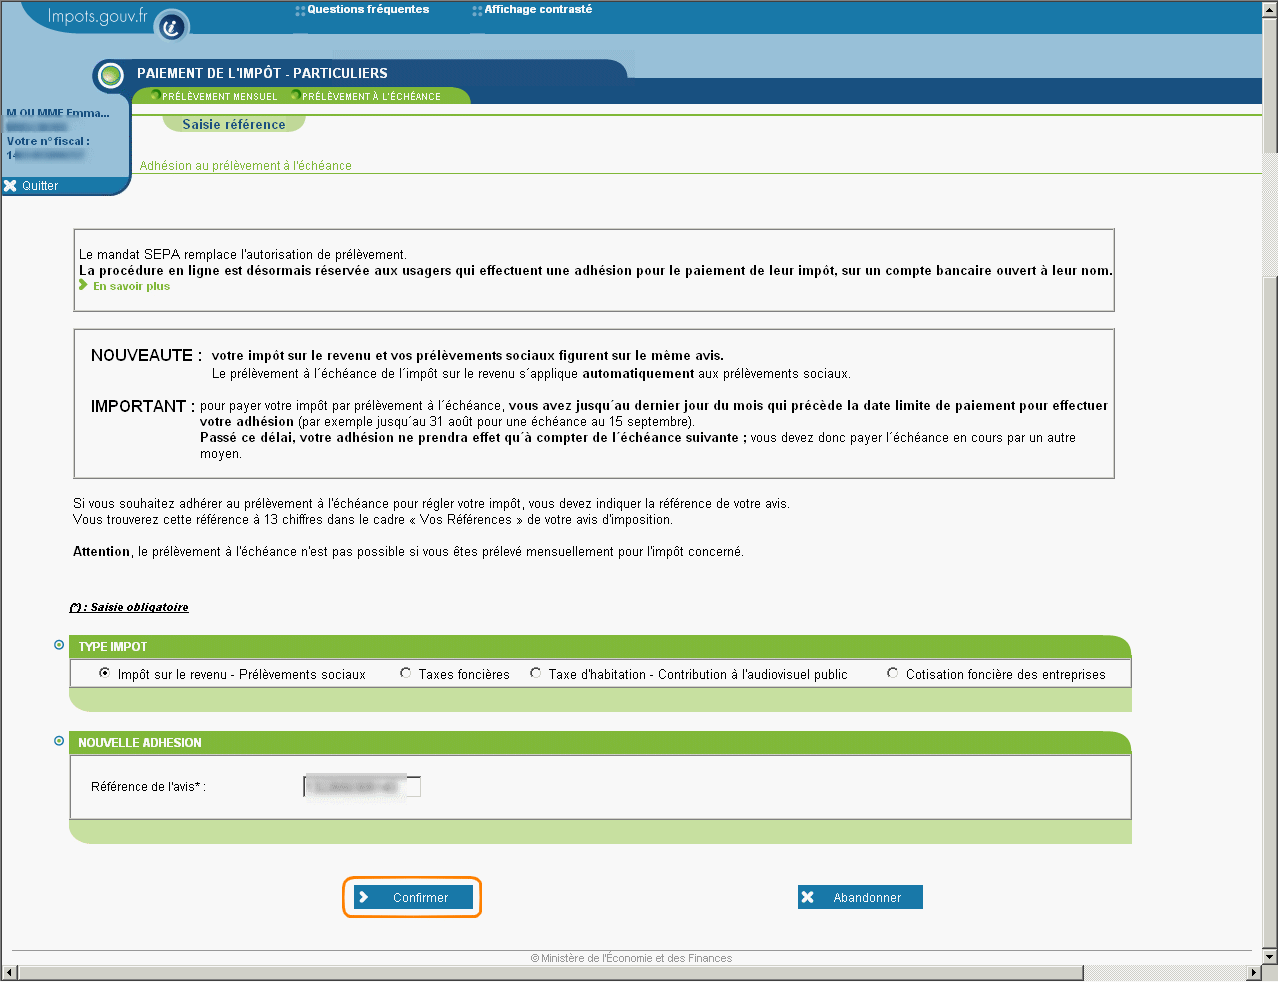 Impots.gouv.fr
Questions fréquentes
Affichage contrasté
PAIEMENT DE L'IMPÔT - PARTICULIERS
PRÉLÈVEMENT MENSUEL
PRÉLÈVEMENT À L'ÉCHÉANCE
Saisie référence
M OU MME Emma...
Votre n° fiscal :
Quitter
Adhésion au prélèvement à l'échéance
Le mandat SEPA remplace l'autorisation de prélèvement.
La procédure en ligne est désormais réservée aux usagers qui effectuent une adhésion pour le paiement de leur impôt, sur un compte bancaire ouvert à leur nom.
En savoir plus
NOUVEAUTE : votre impôt sur le revenu et vos prélèvements sociaux figurent sur le même avis.
Le prélèvement à l´échéance de l´impôt sur le revenu s´applique automatiquement aux prélèvements sociaux.
IMPORTANT : pour payer votre impôt par prélèvement à l´échéance, vous avez jusqu´au dernier jour du mois qui précède la date limite de paiement pour effectuer
votre adhésion (par exemple jusqu´au 31 août pour une échéance au 15 septembre).
Passé ce délai, votre adhésion ne prendra effet qu´à compter de l´échéance suivante ; vous devez donc payer l´échéance en cours par un autre
moyen.
Si vous souhaitez adhérer au prélèvement à l'échéance pour régler votre impôt, vous devez indiquer la référence de votre avis.
Vous trouverez cette référence à 13 chiffres dans le cadre « Vos Références » de votre avis d'imposition.
Attention, le prélèvement à l'échéance n'est pas possible si vous êtes prélevé mensuellement pour l'impôt concerné.
(*) : Saisie obligatoire
TYPE IMPOT
Impôt sur le revenu - Prélèvements sociaux
Taxes foncières
Taxe d'habitation - Contribution à l'audiovisuel public
Cotisation foncière des entreprises
NOUVELLE ADHESION
Référence de l'avis* :
Confirmer
Abandonner
© Ministère de l'Économie et des Finances